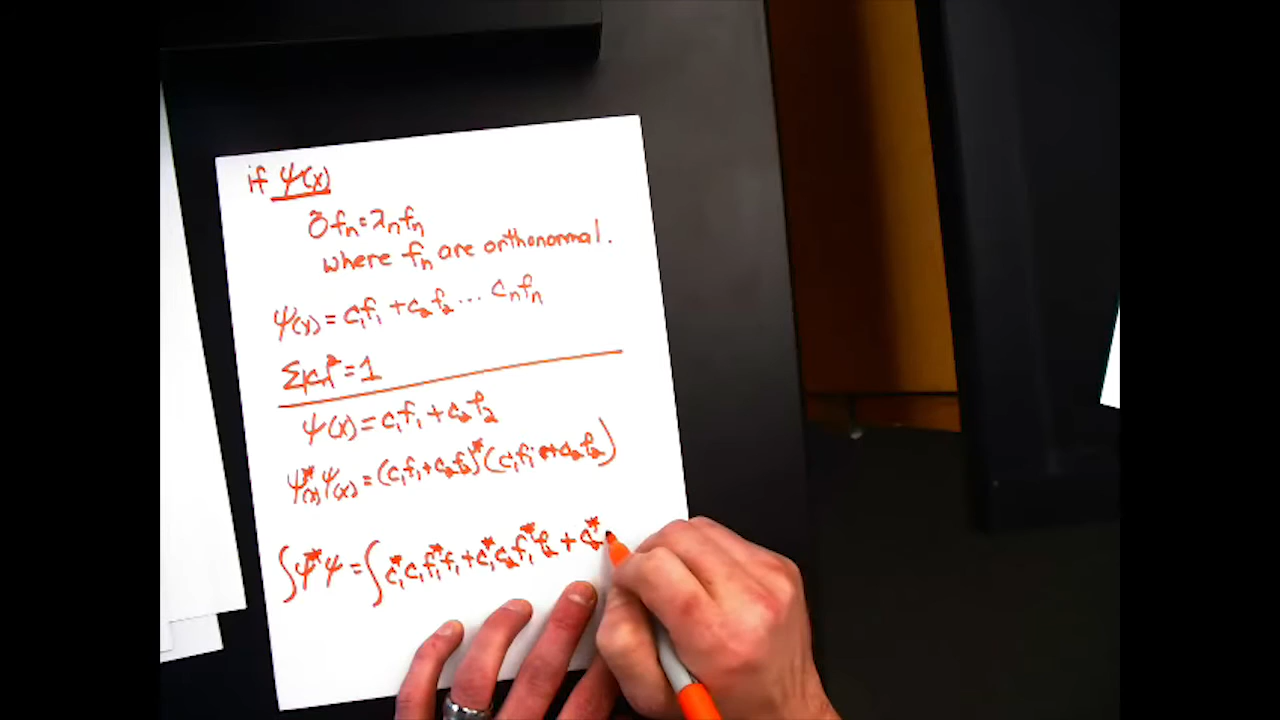 if ψ(x)
Ô fₙ = λₙfₙ
where fₙ are orthonormal.
ψ(x) = c₁f₁ + c₂f₂ ... cₙfₙ
Σ|cₙ|² = 1
ψ(x) = c₁f₁ + c₂f₂
ψ*(x) ψ(x) = (c₁f₁ + c₂f₂)* (c₁f₁ + c₂f₂)
∫ψ*ψ = ∫ c₁*c₁f₁*f₁ + c₁*c₂f₁*f₂ + c₂*